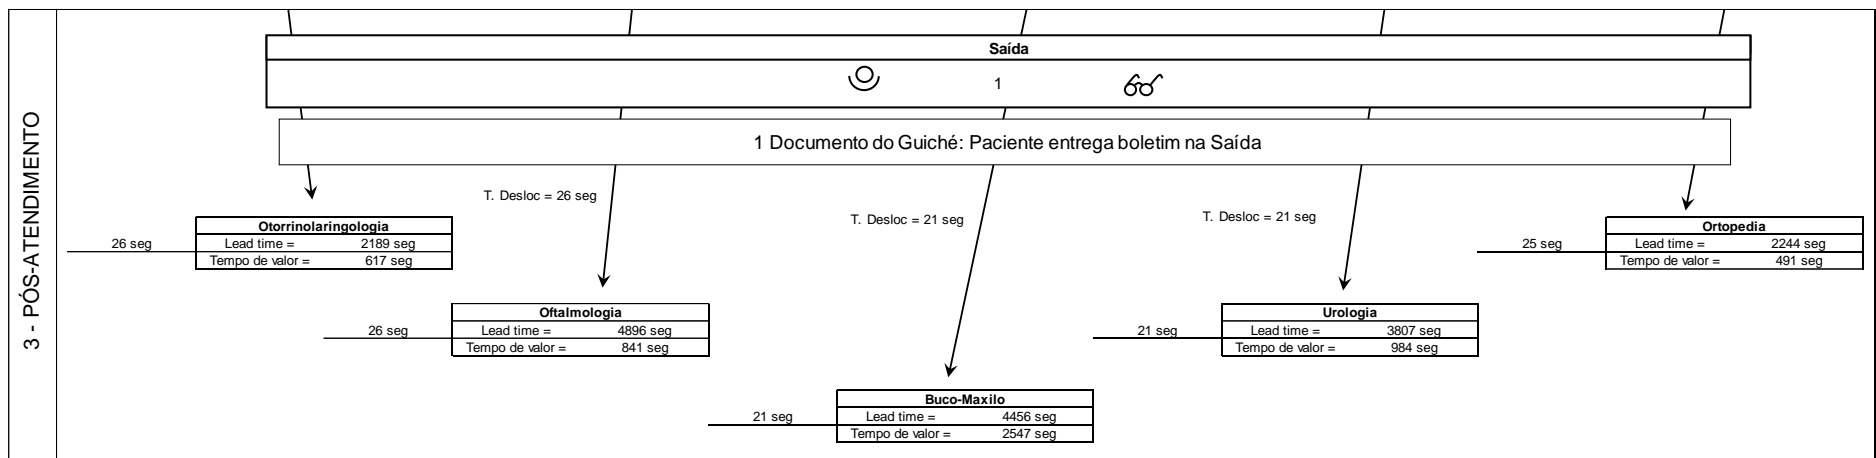 3 - PÓS-ATENDIMENTO
Saída
1
1 Documento do Guiché: Paciente entrega boletim na Saída
T. Desloc = 26 seg
T. Desloc = 21 seg
T. Desloc = 21 seg
26 seg
Otorrinolaringologia
Lead time = 2189 seg
Tempo de valor = 617 seg
26 seg
Oftalmologia
Lead time = 4896 seg
Tempo de valor = 841 seg
21 seg
Buco-Maxilo
Lead time = 4456 seg
Tempo de valor = 2547 seg
21 seg
Urologia
Lead time = 3807 seg
Tempo de valor = 984 seg
25 seg
Ortopedia
Lead time = 2244 seg
Tempo de valor = 491 seg